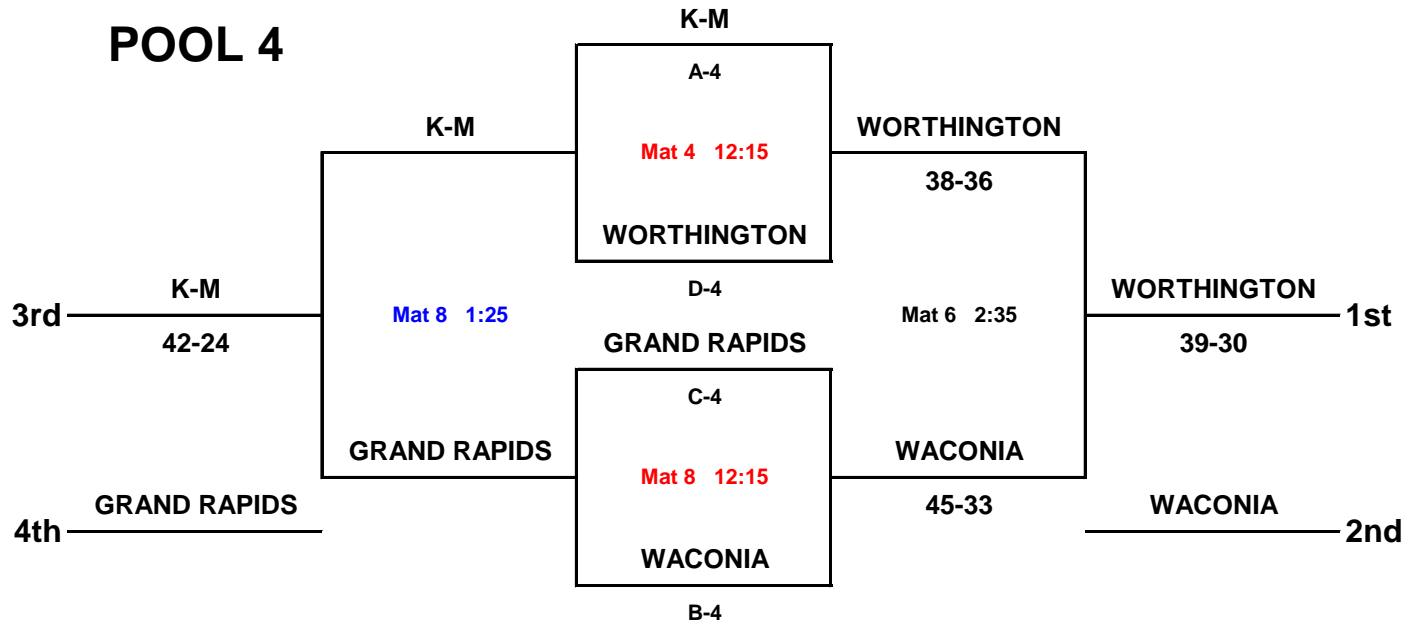 POOL 4
K-M
A-4
K-M
Mat 4 12:15
WORTHINGTON
38-36
WORTHINGTON
D-4
K-M
3rd
42-24
Mat 8 1:25
Mat 6 2:35
WORTHINGTON
1st
39-30
GRAND RAPIDS
C-4
GRAND RAPIDS
Mat 8 12:15
WACONIA
45-33
WACONIA
B-4
GRAND RAPIDS
4th
WACONIA
2nd